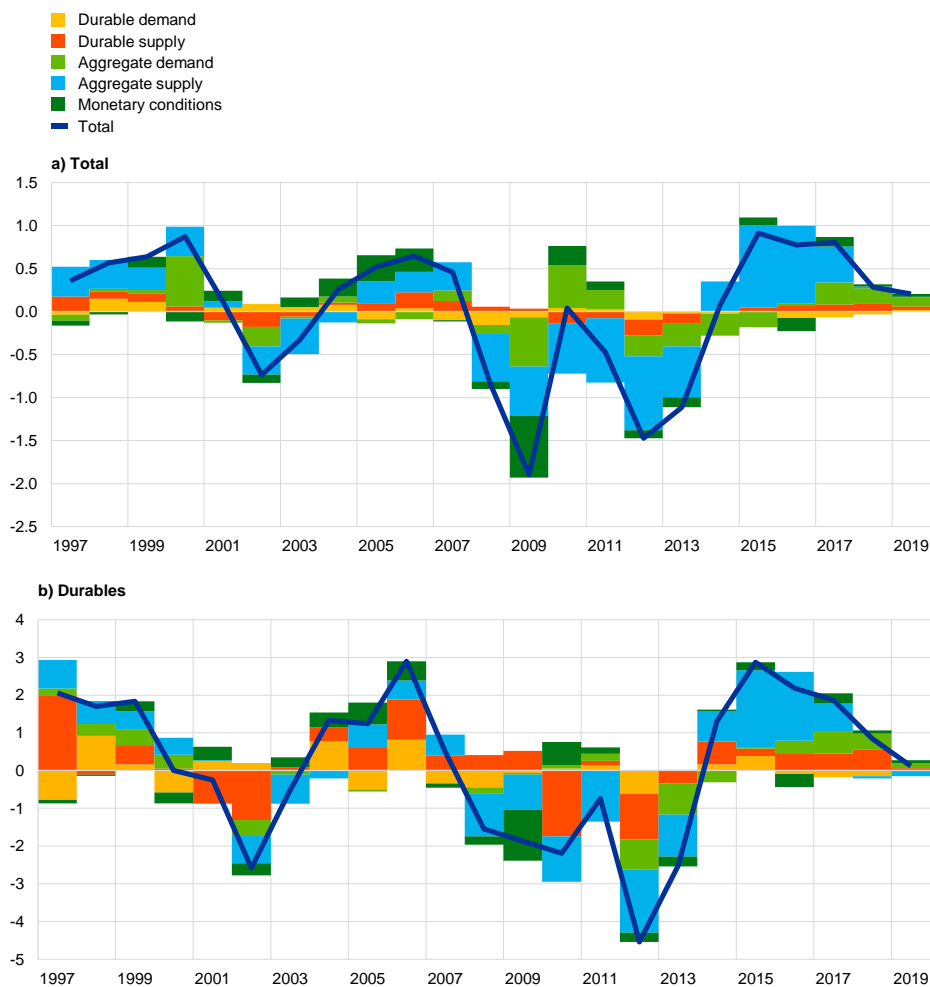 Durable demand
Durable supply
Aggregate demand
Aggregate supply
Monetary conditions
Total
a) Total
1.5
1.0
0.5
0.0
-0.5
-1.0
-1.5
-2.0
-2.5
1997 1999 2001 2003 2005 2007 2009 2011 2013 2015 2017 2019
b) Durables
4
3
2
1
0
-1
-2
-3
-4
-5
1997 1999 2001 2003 2005 2007 2009 2011 2013 2015 2017 2019